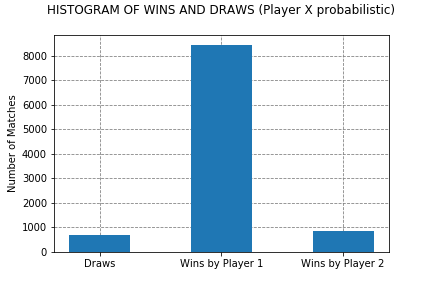 HISTOGRAM OF WINS AND DRAWS (Player X probabilistic)
8000
7000
6000
5000
4000
3000
2000
1000
0
Number of Matches
Draws
Wins by Player 1
Wins by Player 2